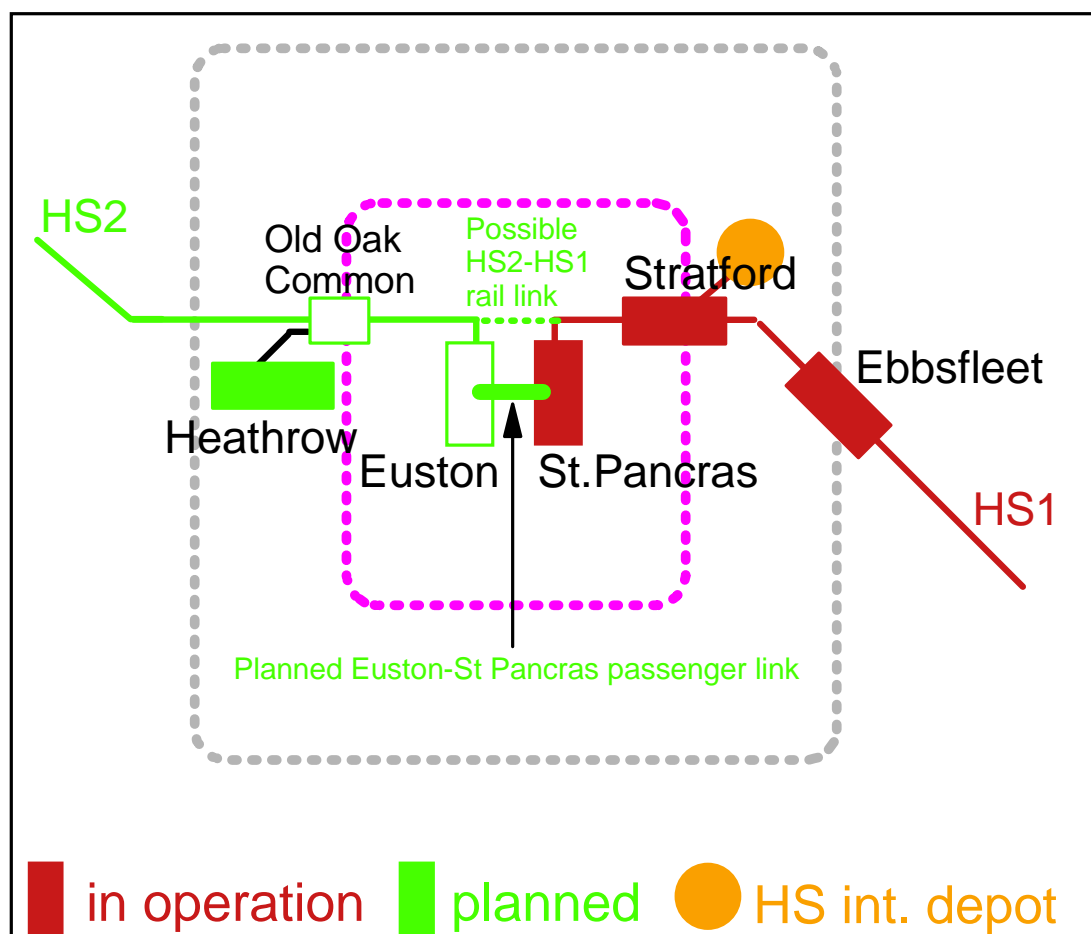 HS2
Old Oak
Common
Possible
HS2-HS1
rail link
Stratford
Ebbsfleet
Heathrow
Euston
St.Pancras
HS1
Planned Euston-St Pancras passenger link
in operation
planned
HS int. depot